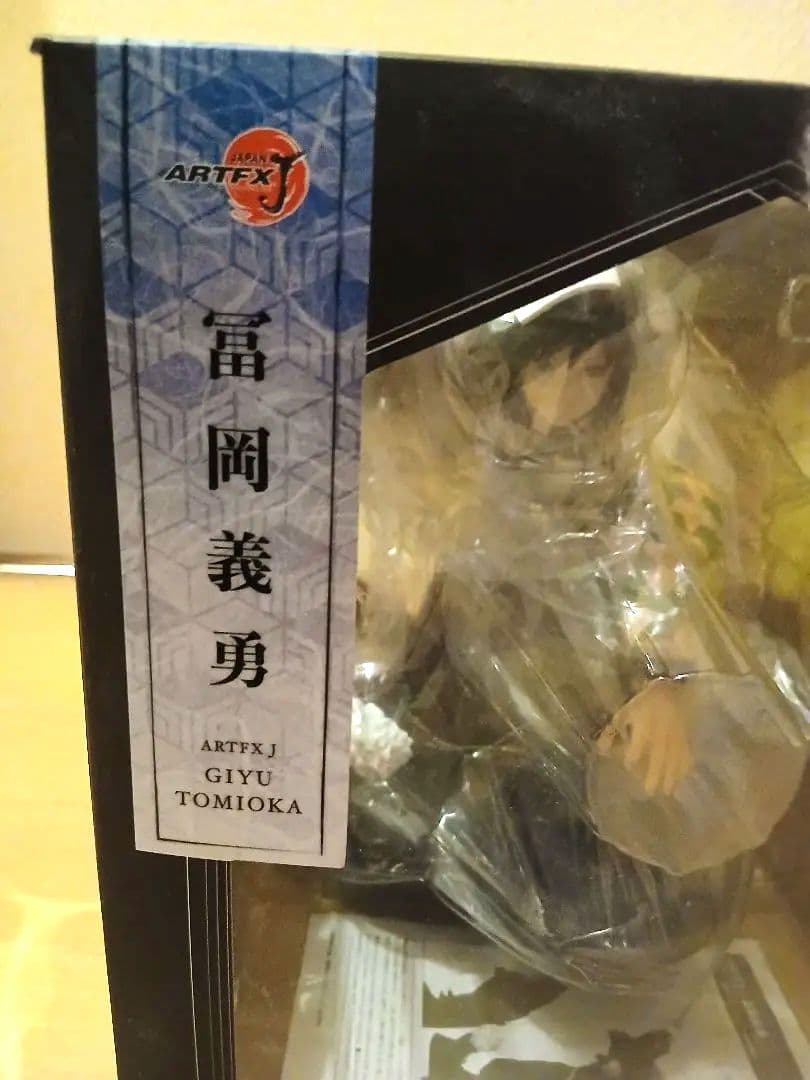 JAPAN
ARTFX J
冨岡義勇
ARTFX J
GIYU
TOMIOKA